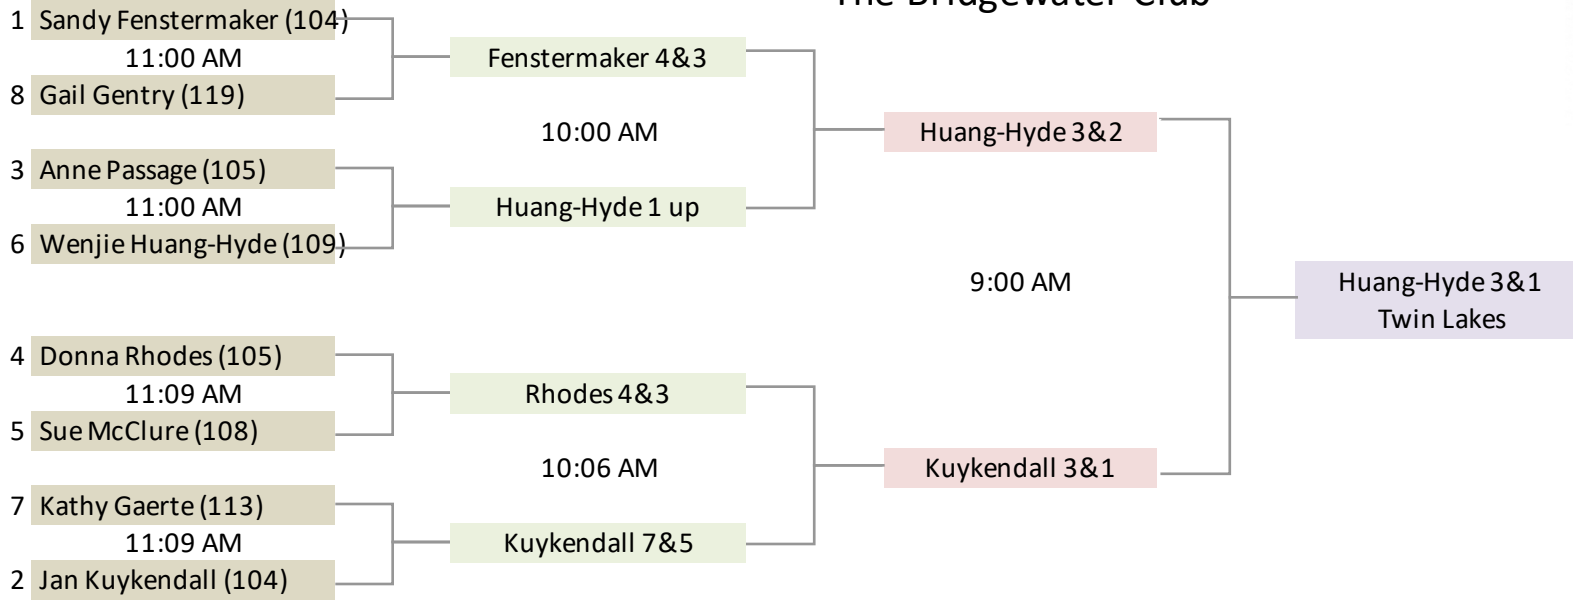 The Bridgewater Club
1 Sandy Fenstermaker (104)
11:00 AM
8 Gail Gentry (119)
Fenstermaker 4&3
10:00 AM
3 Anne Passage (105)
11:00 AM
6 Wenjie Huang-Hyde (109)
Huang-Hyde 1 up
Huang-Hyde 3&2
9:00 AM
Huang-Hyde 3&1
Twin Lakes
4 Donna Rhodes (105)
11:09 AM
5 Sue McClure (108)
Rhodes 4&3
10:06 AM
7 Kathy Gaerte (113)
11:09 AM
2 Jan Kuykendall (104)
Kuykendall 7&5
Kuykendall 3&1